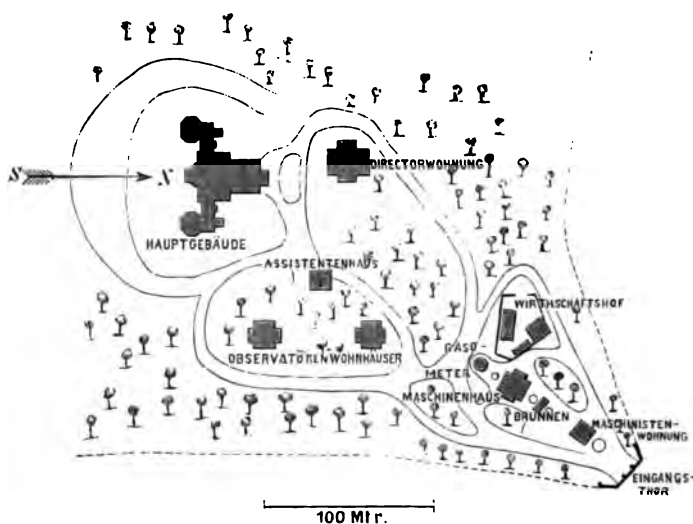 DIRECTORWOHNUNG
S N
HAUPTGEBÄUDE
ASSISTENTENHAUS
WIRTHSCHAFTSHOF
OBSERVATORENWOHNHÄUSER
GASO-
METER
MASCHINENHAUS
BRUNNEN
MASCHINISTEN-
WOHNUNG
EINGANGS-
THOR
100 Mtr.